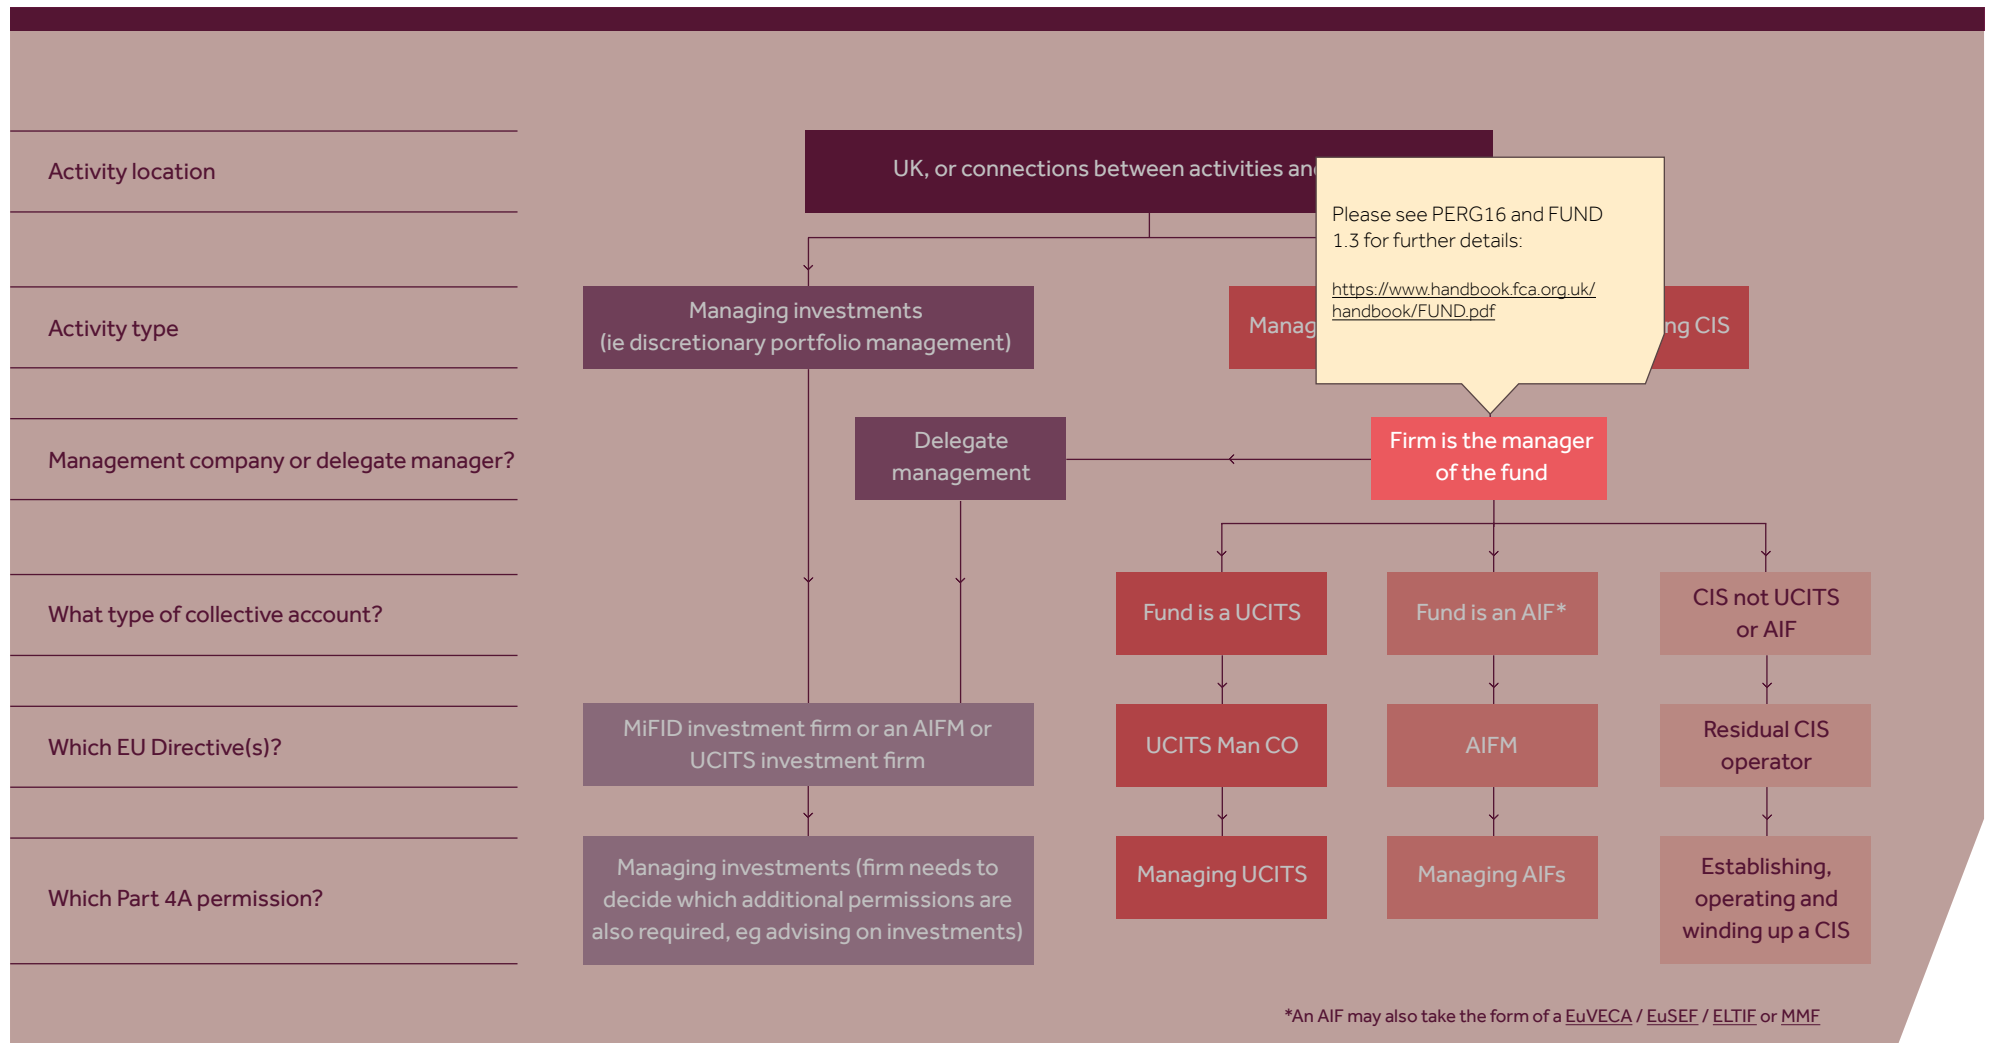 Activity location
UK, or connections between activities
Please see PERG16 and FUND
1.3 for further details:
https://www.handbook.fca.org.uk/
handbook/FUND.pdf
Activity type
Managing investments
(ie discretionary portfolio management)
CIS
Management company or delegate manager?
Delegate
management
Firm is the manager
of the fund
What type of collective account?
Fund is a UCITS
Fund is an AIF*
CIS not UCITS
or AIF
Which EU Directive(s)?
MiFID investment firm or an AIFM or
UCITS investment firm
UCITS Man CO
AIFM
Residual CIS
operator
Which Part 4A permission?
Managing investments (firm needs to
decide which additional permissions are
also required, eg advising on investments)
Managing UCITS
Managing AIFs
Establishing,
operating and
winding up a CIS
*An AIF may also take the form of a EuVECA / EuSEF / ELTIF or MMF